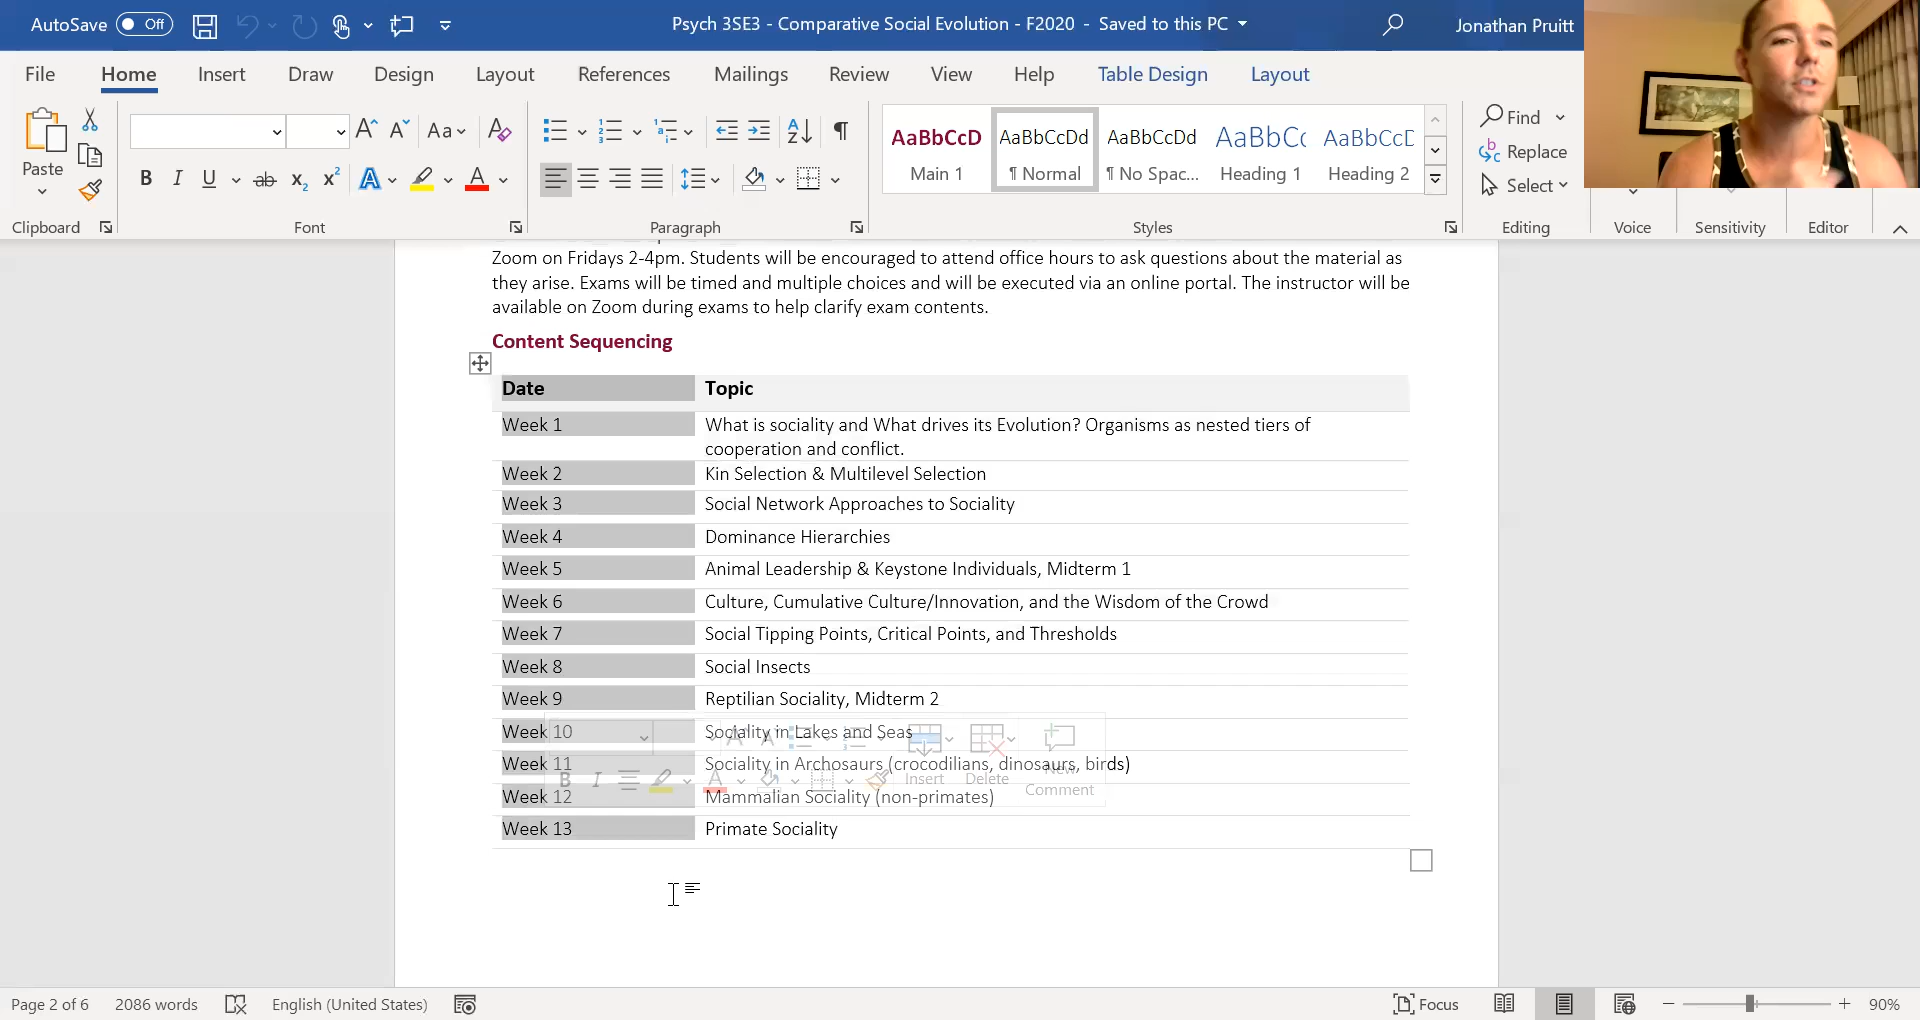 AutoSave Off
Psych 3SE3 - Comparative Social Evolution - F2020 - Saved to this PC
Jonathan Pruitt
File Home Insert Draw Design Layout References Mailings Review View Help Table Design Layout
Paste
Clipboard
Aa
B I U ab x₂ x² A A
Font
Paragraph
AaBbCcD AaBbCcDd AaBbCcDd AaBbCc AaBbCcD
Main 1 ¶ Normal ¶ No Spac... Heading 1 Heading 2
Styles
Find
Replace
Select
Editing
Voice
Sensitivity
Editor
Zoom on Fridays 2-4pm. Students will be encouraged to attend office hours to ask questions about the material as
they arise. Exams will be timed and multiple choices and will be executed via an online portal. The instructor will be
available on Zoom during exams to help clarify exam contents.
Content Sequencing
Date Topic
Week 1 What is sociality and What drives its Evolution? Organisms as nested tiers of
cooperation and conflict.
Week 2 Kin Selection & Multilevel Selection
Week 3 Social Network Approaches to Sociality
Week 4 Dominance Hierarchies
Week 5 Animal Leadership & Keystone Individuals, Midterm 1
Week 6 Culture, Cumulative Culture/Innovation, and the Wisdom of the Crowd
Week 7 Social Tipping Points, Critical Points, and Thresholds
Week 8 Social Insects
Week 9 Reptilian Sociality, Midterm 2
Week 10 Sociality in Lakes and Seas
Week 11 Sociality in Archosaurs (crocodilians, dinosaurs, birds)
Week 12 Mammalian Sociality (non-primates)
Week 13 Primate Sociality
B I A Insert Delete New
Comment
Page 2 of 6 2086 words English (United States) Focus 90%